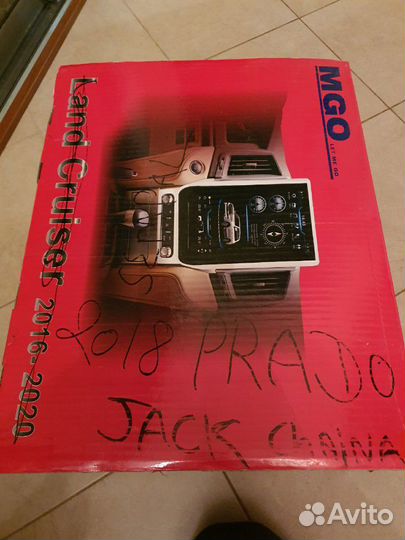 MGO
LET ME GO
Land Cruiser 2016-2020
2018 PRADO
JACK China
Avito